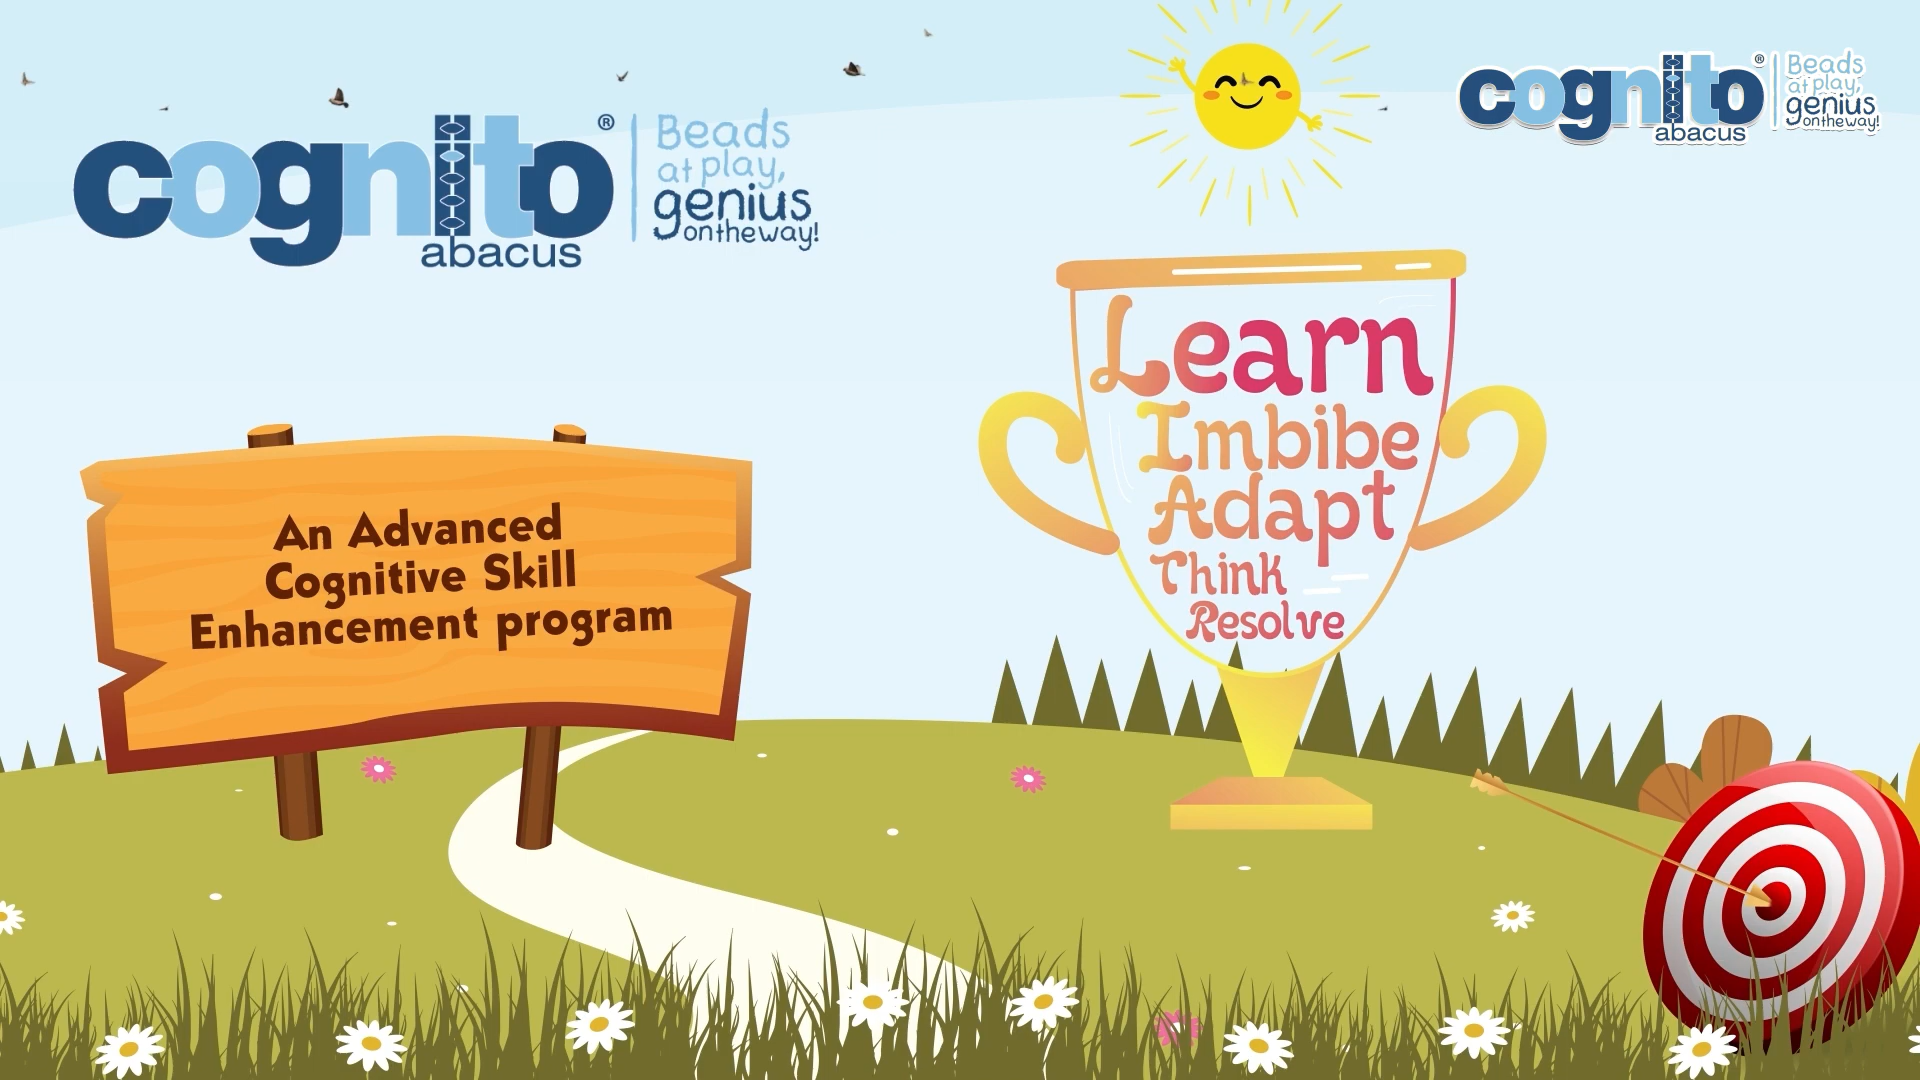 cognito®
abacus
Beads
at play,
genius
ontheway!
cognito®
abacus
Beads
at play,
genius
ontheway!
Learn
Imbibe
Adapt
Think
Resolve
An Advanced
Cognitive Skill
Enhancement program